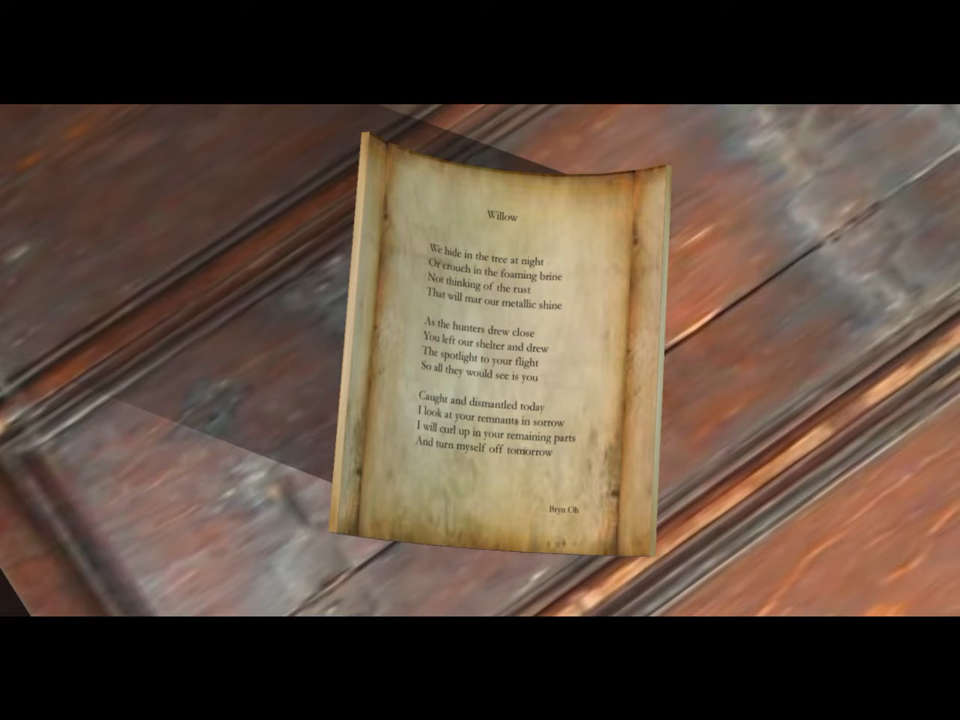 Willow
We hide in the tree at night
Or crouch in the foaming brine
Not thinking of the rust
That will mar our metallic shine
As the hunters drew close
You left our shelter and drew
The spotlight to your flight
So all they would see is you
Caught and dismantled today
I look at your remnants in sorrow
I will curl up in your remaining parts
And turn myself off tomorrow
Bryn Oh